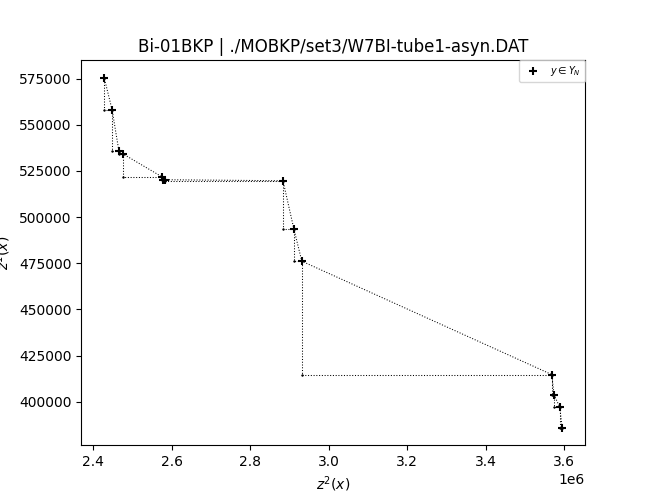 Bi-01BKP | ./MOBKP/set3/W7BI-tube1-asyn.DAT
y ∈ Y_N
575000
550000
525000
500000
475000
450000
425000
400000
2.4 2.6 2.8 3.0 3.2 3.4 3.6
1e6
z²(x)